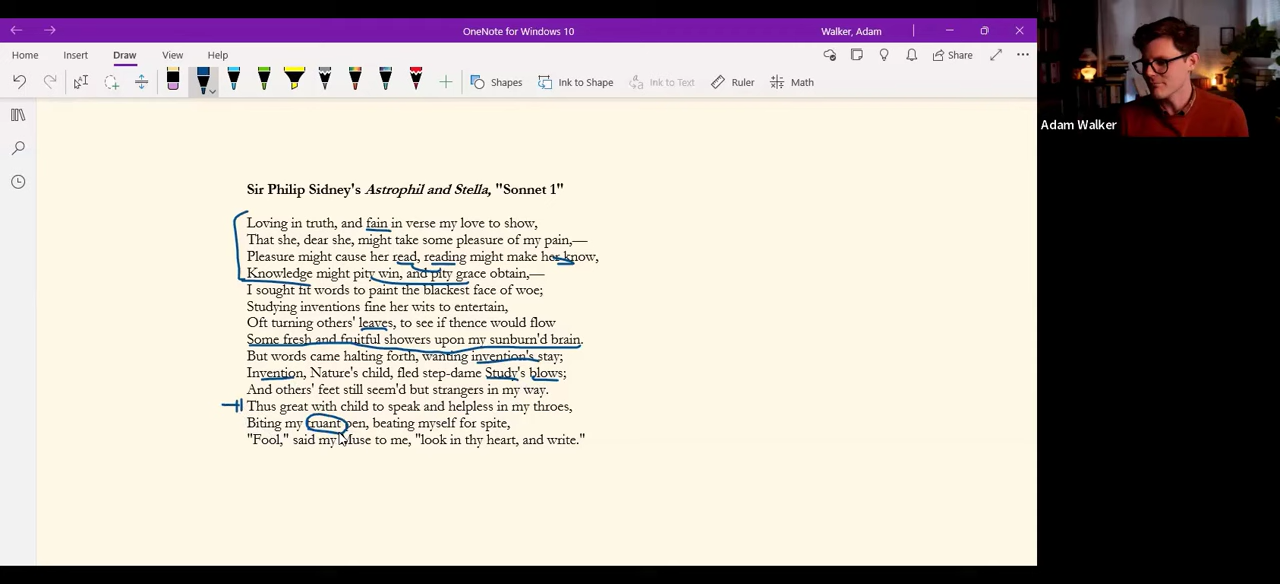 OneNote for Windows 10
Walker, Adam
Home Insert Draw View Help
Share
Shapes Ink to Shape Ink to Text Ruler Math
Adam Walker
Sir Philip Sidney's Astrophil and Stella, "Sonnet 1"
Loving in truth, and fain in verse my love to show,
That she, dear she, might take some pleasure of my pain,—
Pleasure might cause her read, reading might make her know,
Knowledge might pity win, and pity grace obtain,—
I sought fit words to paint the blackest face of woe;
Studying inventions fine her wits to entertain,
Oft turning others' leaves, to see if thence would flow
Some fresh and fruitful showers upon my sunburn'd brain.
But words came halting forth, wanting invention's stay;
Invention, Nature's child, fled step-dame Study's blows;
And others' feet still seem'd but strangers in my way.
Thus great with child to speak and helpless in my throes,
Biting my truant pen, beating myself for spite,
"Fool," said my Muse to me, "look in thy heart, and write."